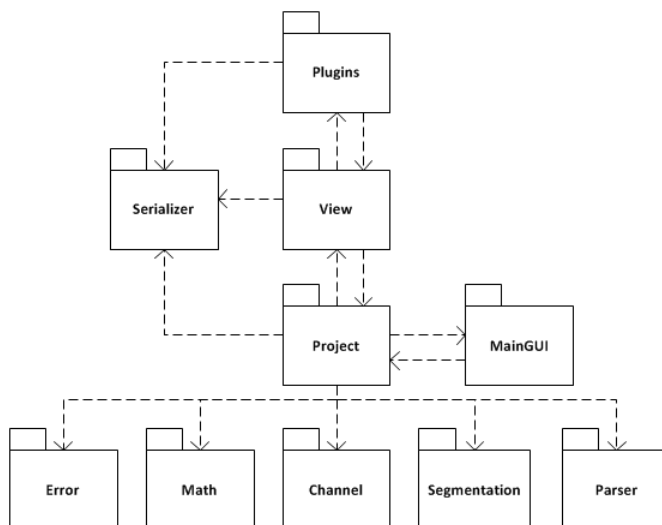 Plugins
Serializer
View
Project
MainGUI
Error
Math
Channel
Segmentation
Parser